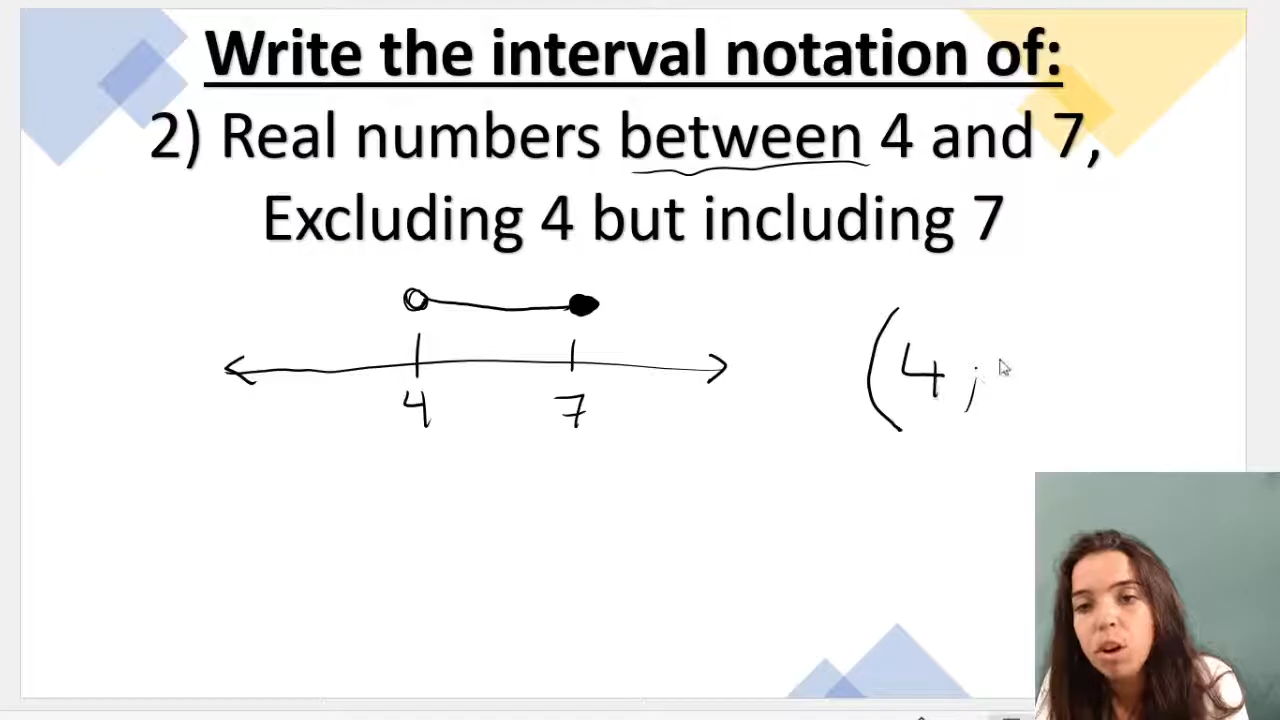 Write the interval notation of:
2) Real numbers between 4 and 7,
Excluding 4 but including 7
(4 ;
4 7